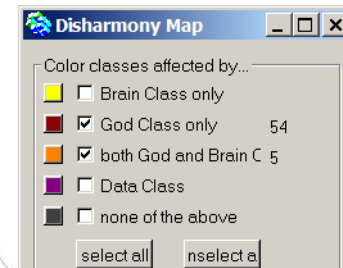 Disharmony Map
Color classes affected by...
Brain Class only
God Class only 54
both God and Brain C 5
Data Class
none of the above
select all nselect a